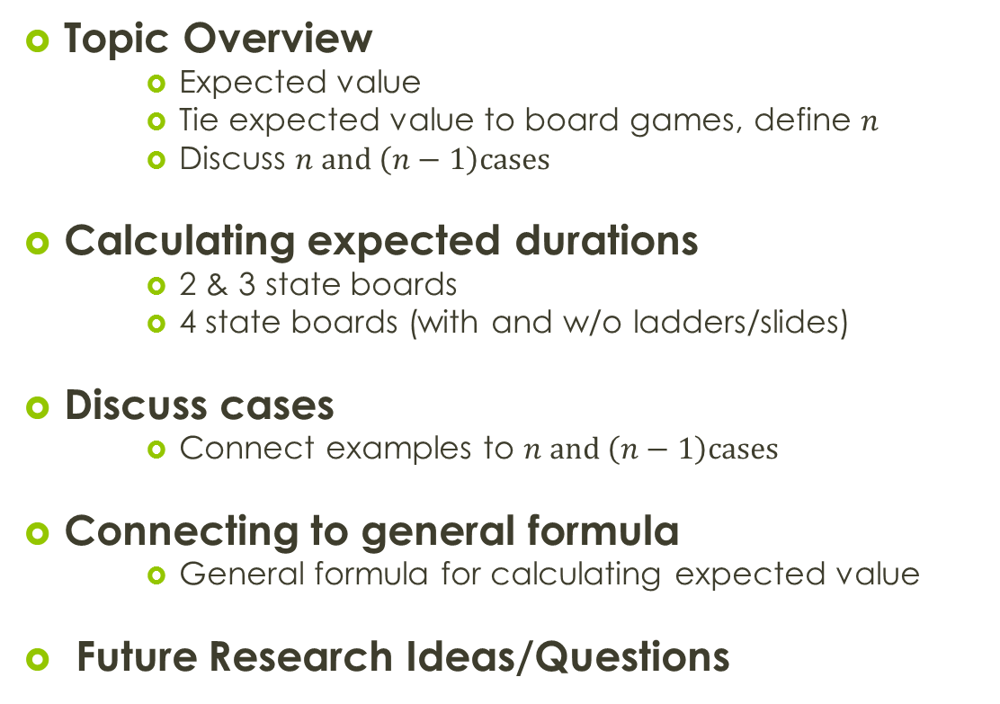 Topic Overview
Expected value
Tie expected value to board games, define n
Discuss n and (n − 1)cases
Calculating expected durations
2 & 3 state boards
4 state boards (with and w/o ladders/slides)
Discuss cases
Connect examples to n and (n − 1)cases
Connecting to general formula
General formula for calculating expected value
Future Research Ideas/Questions